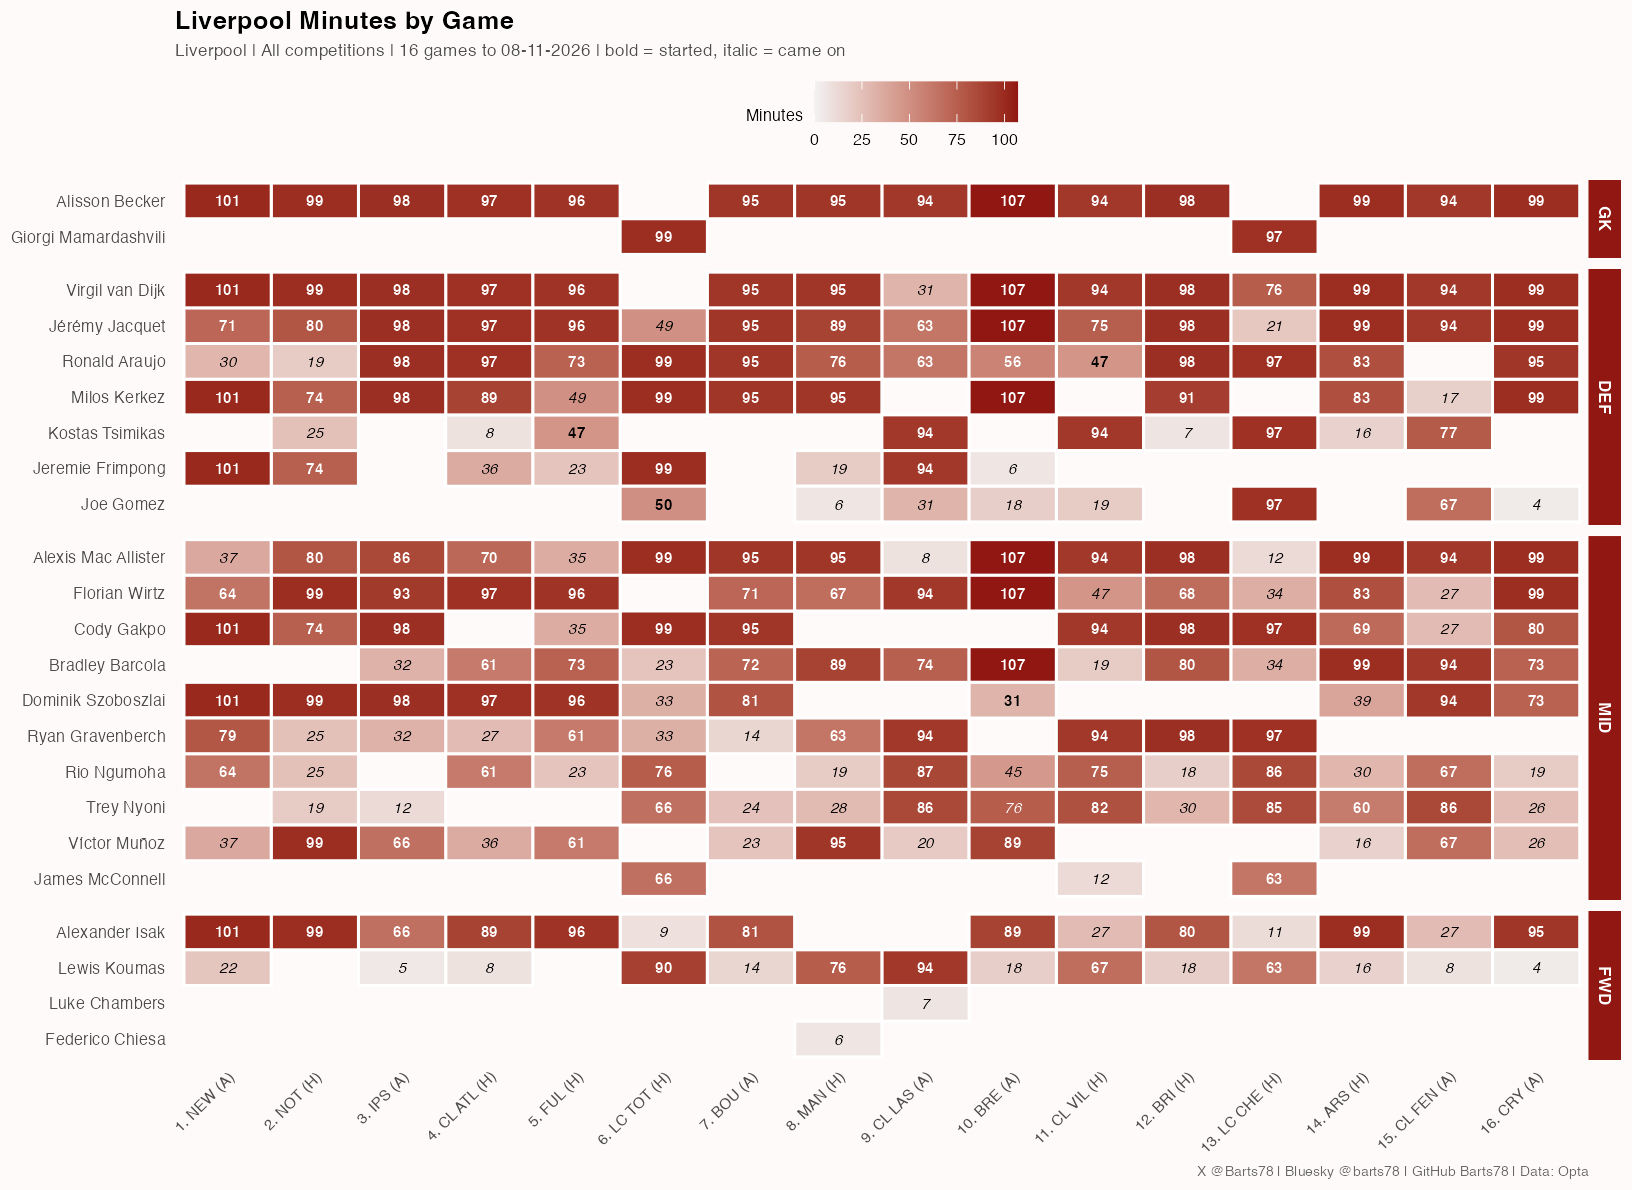 Liverpool Minutes by Game
Liverpool | All competitions | 16 games to 08-11-2026 | bold = started, italic = came on
Minutes
0 25 50 75 100
Alisson Becker 101 99 98 97 96 95 95 94 107 94 98 99 94 99
Giorgi Mamardashvili 99 97
GK
Virgil van Dijk 101 99 98 97 96 95 95 31 107 94 98 76 99 94 99
Jérémy Jacquet 71 80 98 97 96 49 95 89 63 107 75 98 21 99 94 99
Ronald Araujo 30 19 98 97 73 99 95 76 63 56 47 98 97 83 95
Milos Kerkez 101 74 98 89 49 99 95 95 107 91 83 17 99
Kostas Tsimikas 25 8 47 94 94 7 97 16 77
Jeremie Frimpong 101 74 36 23 99 19 94 6
Joe Gomez 50 6 31 18 19 97 67 4
DEF
Alexis Mac Allister 37 80 86 70 35 99 95 95 8 107 94 98 12 99 94 99
Florian Wirtz 64 99 93 97 96 71 67 94 107 47 68 34 83 27 99
Cody Gakpo 101 74 98 35 99 95 94 98 97 69 27 80
Bradley Barcola 32 61 73 23 72 89 74 107 19 80 34 99 94 73
Dominik Szoboszlai 101 99 98 97 96 33 81 31 39 94 73
Ryan Gravenberch 79 25 32 27 61 33 14 63 94 94 98 97
Rio Ngumoha 64 25 61 23 76 19 87 45 75 18 86 30 67 19
Trey Nyoni 19 12 66 24 28 86 76 82 30 85 60 86 26
Víctor Muñoz 37 99 66 36 61 23 95 20 89 16 67 26
James McConnell 66 12 63
MID
Alexander Isak 101 99 66 89 96 9 81 89 27 80 11 99 27 95
Lewis Koumas 22 5 8 90 14 76 94 18 67 18 63 16 8 4
Luke Chambers 7
Federico Chiesa 6
FWD
1. NEW (A)
2. NOT (H)
3. IPS (A)
4. CL ATL (H)
5. FUL (H)
6. LC TOT (H)
7. BOU (A)
8. MAN (H)
9. CL LAS (A)
10. BRE (A)
11. CL VIL (H)
12. BRI (H)
13. LC CHE (H)
14. ARS (H)
15. CL FEN (A)
16. CRY (A)
X @Barts78 | Bluesky @barts78 | GitHub Barts78 | Data: Opta